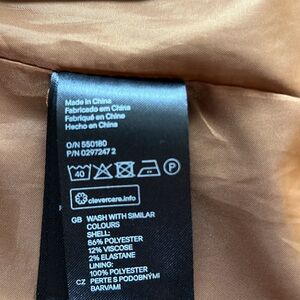 Made in China
Fabricado em China
Fabriqué en Chine
Hecho en China
O/N 550180
P/N 0297247 2
40 P
clevercare.info
GB WASH WITH SIMILAR
COLOURS
SHELL:
86% POLYESTER
12% VISCOSE
2% ELASTANE
LINING:
100% POLYESTER
CZ PERTE S PODOBNÝMI
BARVAMI